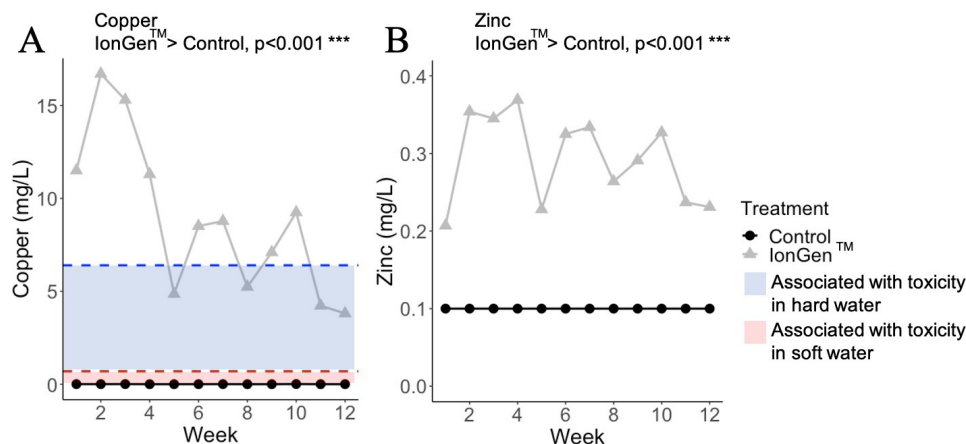 A
Copper
IonGen™ > Control, p<0.001 ***
Copper (mg/L)
15
10
5
0
2 4 6 8 10 12
Week
B
Zinc
IonGen™ > Control, p<0.001 ***
Zinc (mg/L)
0.4
0.3
0.2
0.1
0.0
2 4 6 8 10 12
Week
Treatment
Control
IonGen™
Associated with toxicity
in hard water
Associated with toxicity
in soft water